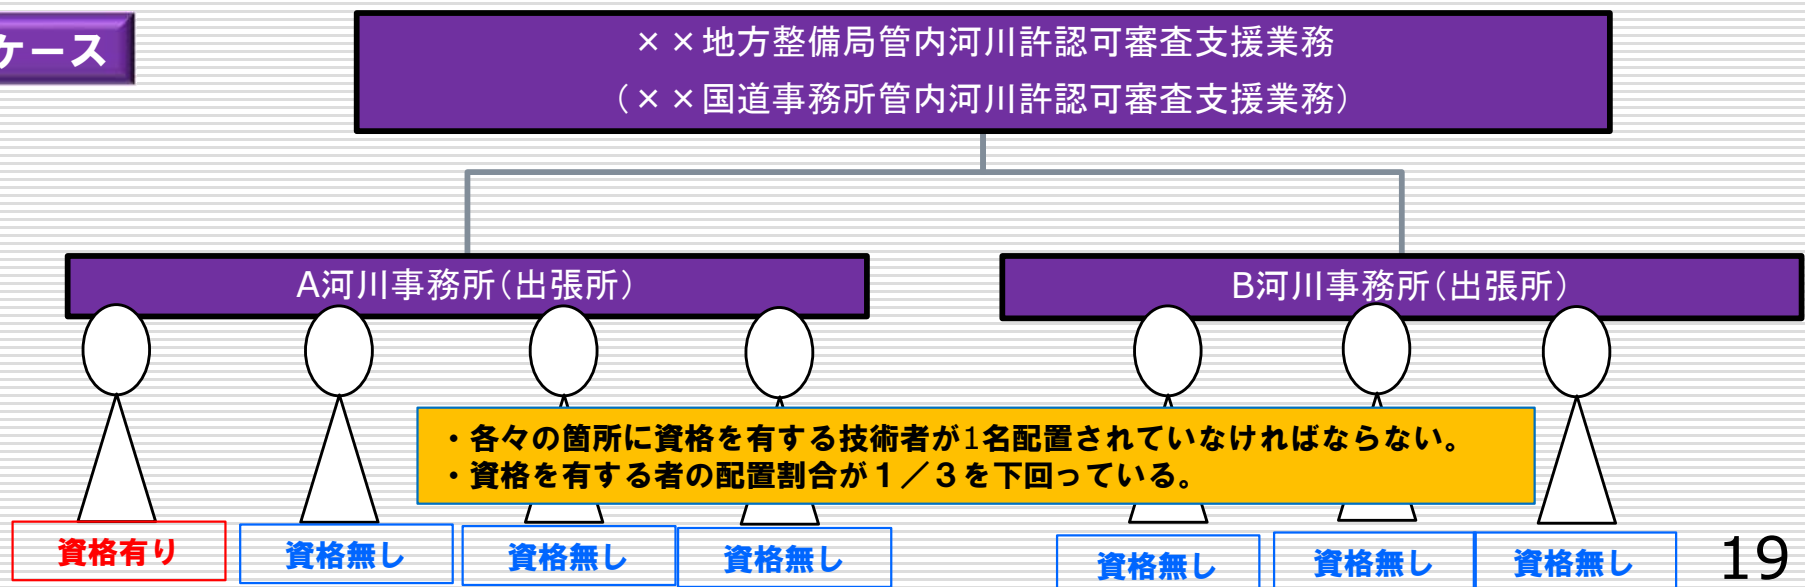 ケース
××地方整備局管内河川許認可審査支援業務
（××国道事務所管内河川許認可審査支援業務）
A河川事務所（出張所）
B河川事務所（出張所）
・各々の箇所に資格を有する技術者が1名配置されていなければならない。
・資格を有する者の配置割合が１／３を下回っている。
資格有り
資格無し
資格無し
資格無し
資格無し
資格無し
資格無し
19